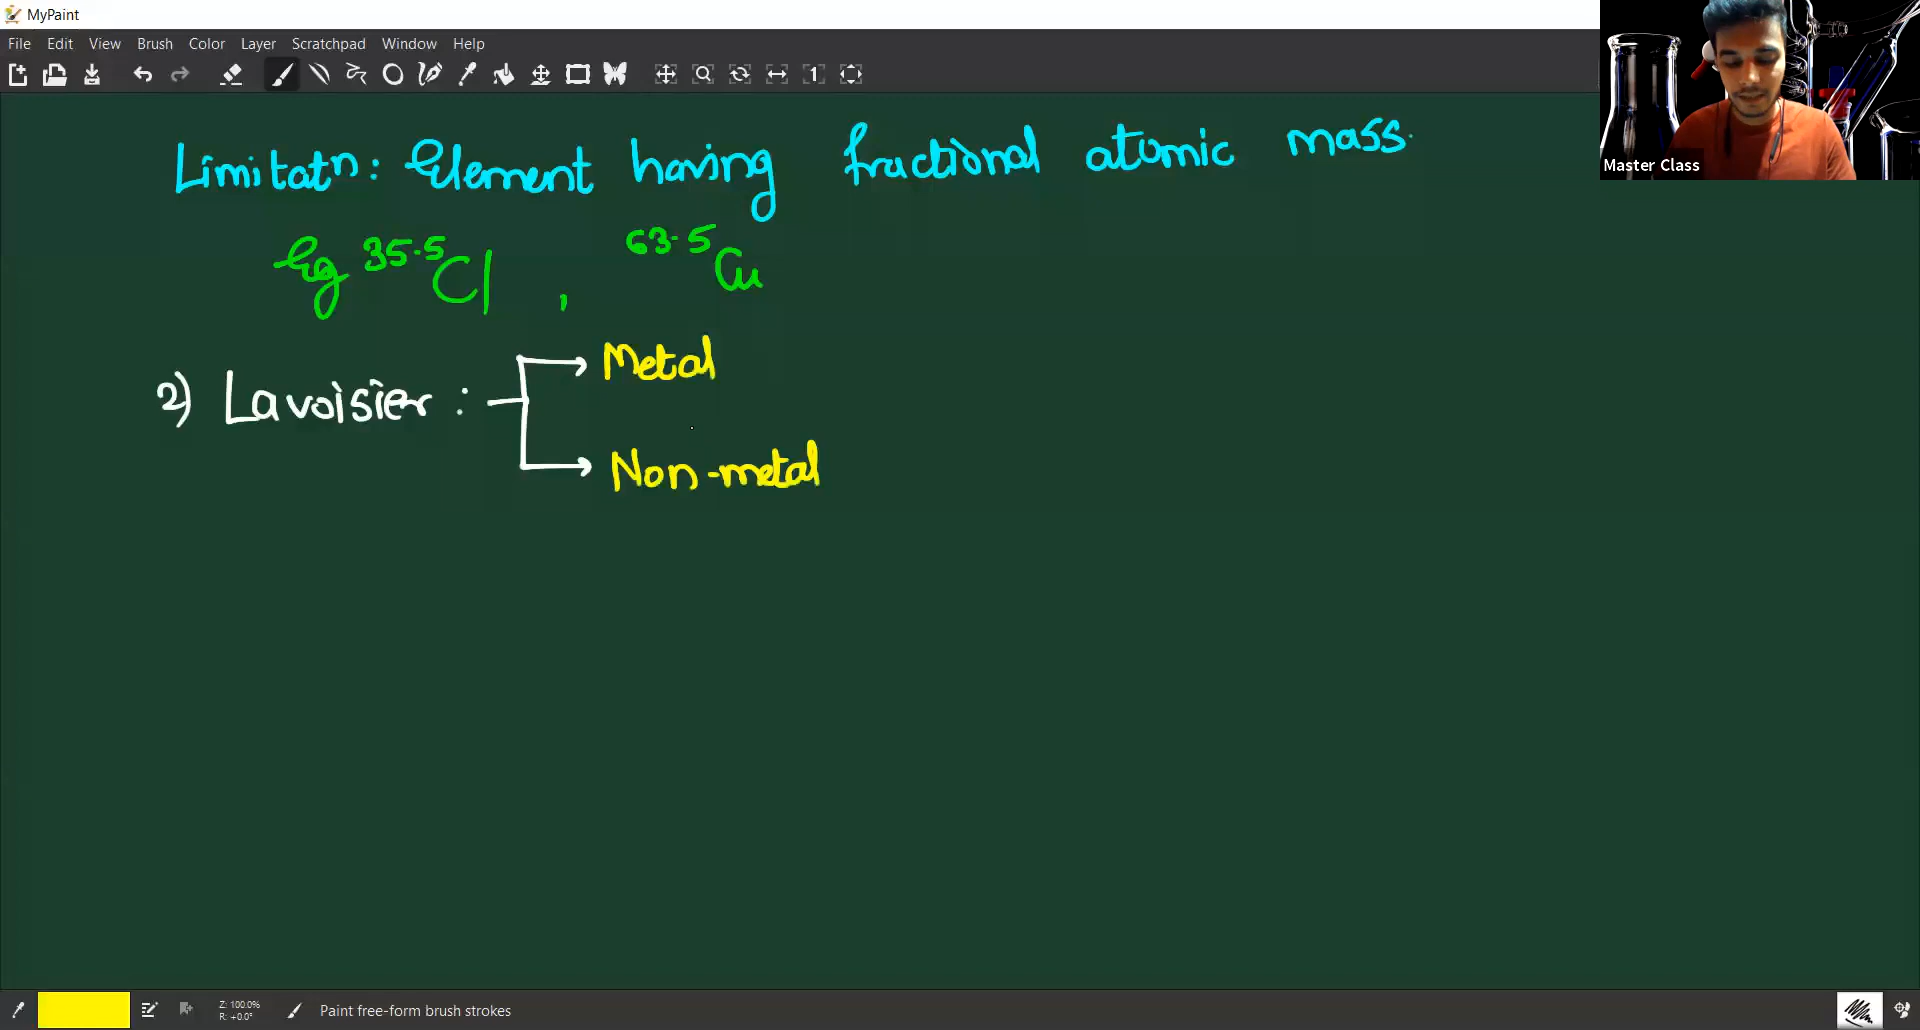 MyPaint
File Edit View Brush Color Layer Scratchpad Window Help
Master Class
Limitatⁿ: Element having fractional atomic mass.
Eg ³⁵·⁵Cl , ⁶³·⁵Cu
2) Lavoisier : Metal
Non-metal
Z: 100.0%
R: +0.0°
Paint free-form brush strokes